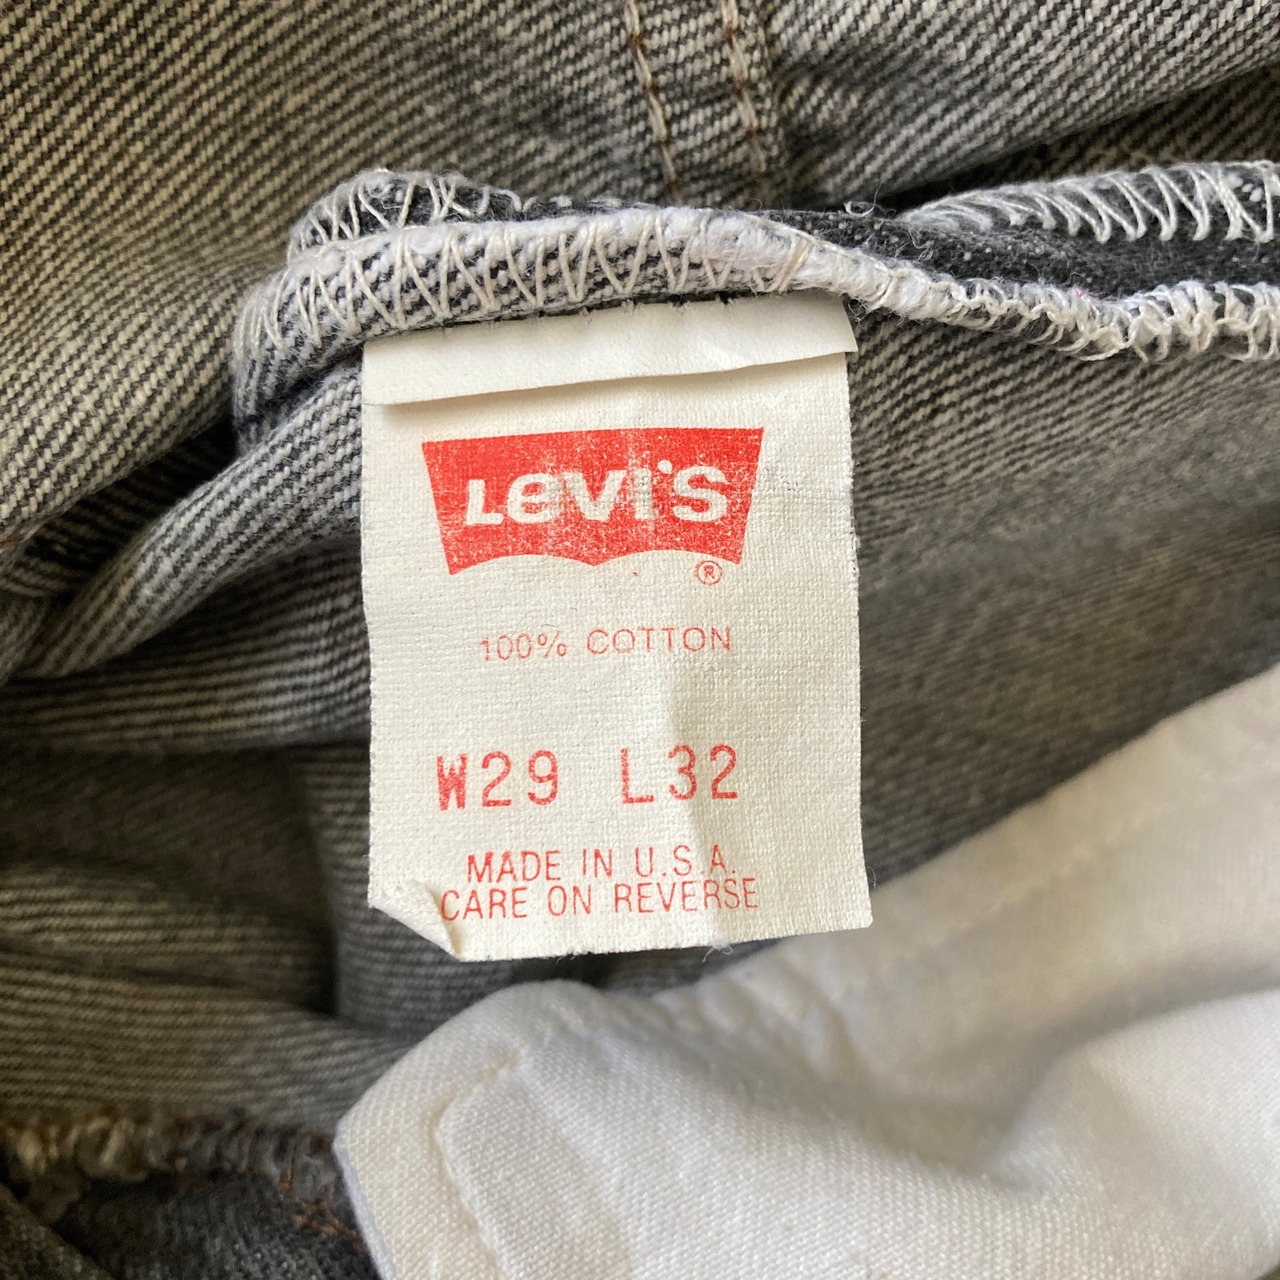 Levi's
®
100% COTTON
W29 L32
MADE IN U.S.A.
CARE ON REVERSE